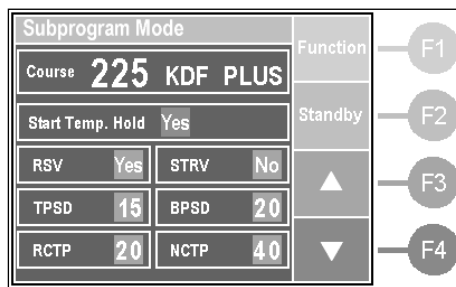 Subprogram Mode
Function
F1
Course 225 KDF PLUS
Start Temp. Hold Yes
Standby
F2
RSV Yes STRV No
F3
TPSD 15 BPSD 20
RCTP 20 NCTP 40
F4